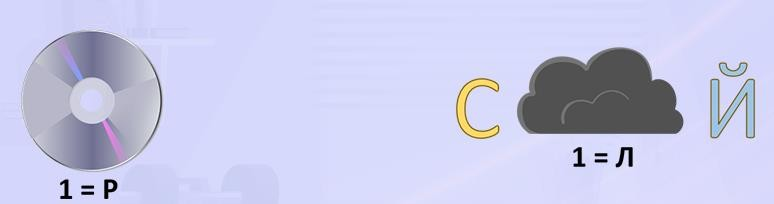 С Й
1 = Р
1 = Л